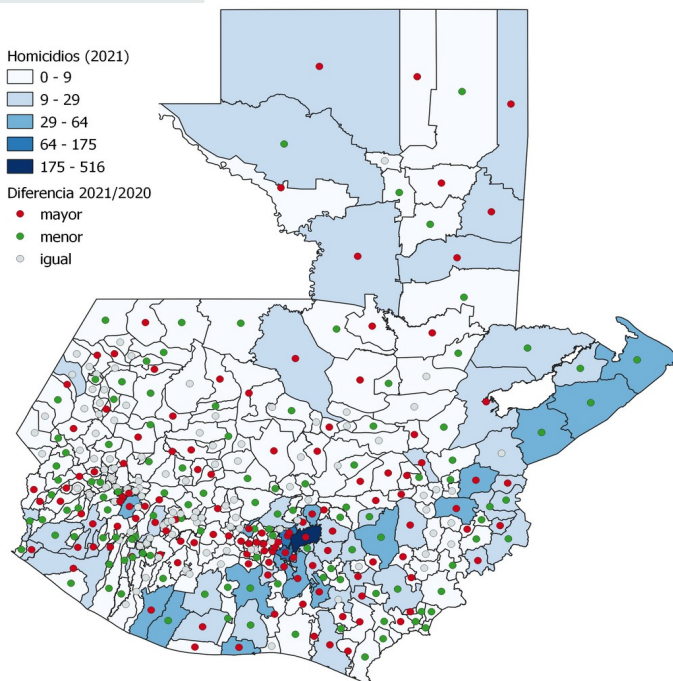 Homicidios (2021)
0 - 9
9 - 29
29 - 64
64 - 175
175 - 516
Diferencia 2021/2020
mayor
menor
igual